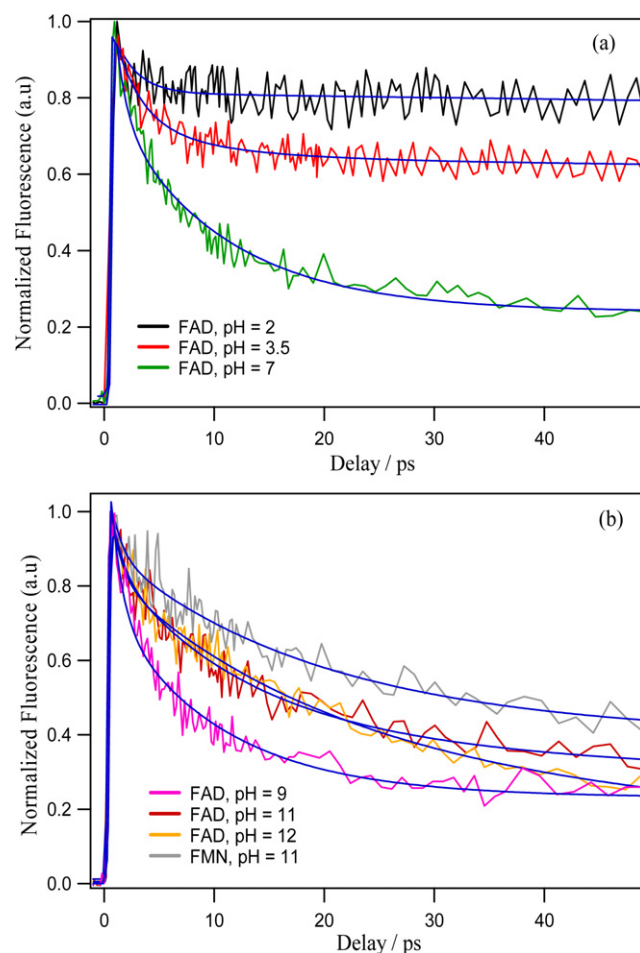 (a)
Normalized Fluorescence (a.u)
1.0
0.8
0.6
0.4
0.2
0.0
FAD, pH = 2
FAD, pH = 3.5
FAD, pH = 7
0 10 20 30 40
Delay / ps
(b)
Normalized Fluorescence (a.u)
1.0
0.8
0.6
0.4
0.2
0.0
FAD, pH = 9
FAD, pH = 11
FAD, pH = 12
FMN, pH = 11
0 10 20 30 40
Delay / ps